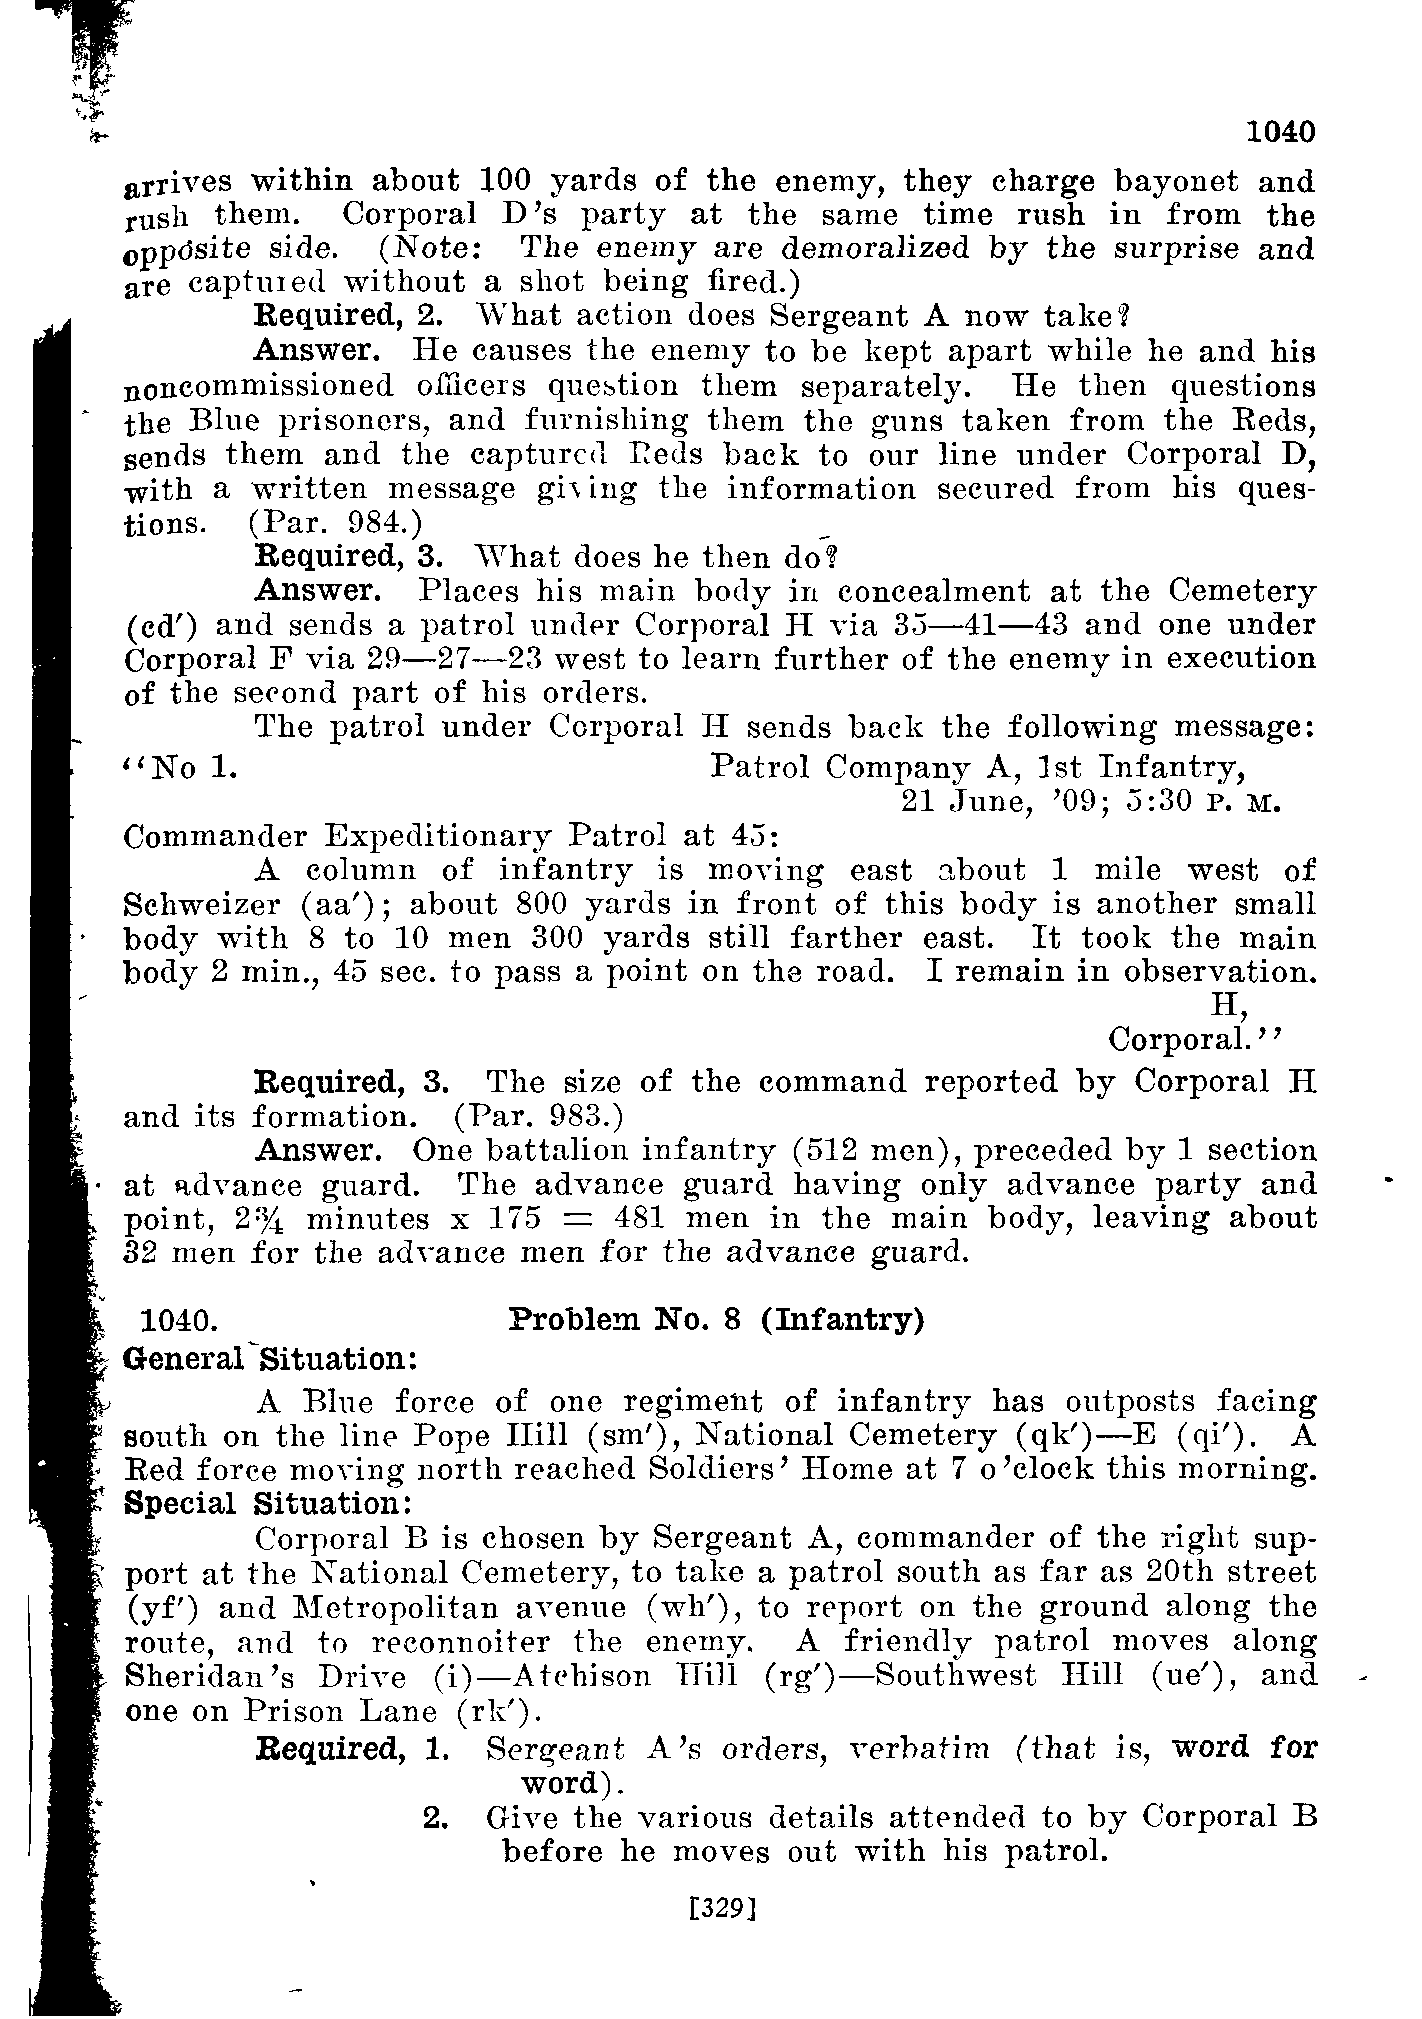 1040
arrives within about 100 yards of the enemy, they charge bayonet and
rush them. Corporal D's party at the same time rush in from the
opposite side. (Note: The enemy are demoralized by the surprise and
are captured without a shot being fired.)
Required, 2. What action does Sergeant A now take?
Answer. He causes the enemy to be kept apart while he and his
noncommissioned officers question them separately. He then questions
the Blue prisoners, and furnishing them the guns taken from the Reds,
sends them and the captured Reds back to our line under Corporal D,
with a written message giving the information secured from his ques-
tions. (Par. 984.)
Required, 3. What does he then do?
Answer. Places his main body in concealment at the Cemetery
(cd') and sends a patrol under Corporal H via 35—41—43 and one under
Corporal F via 29—27—23 west to learn further of the enemy in execution
of the second part of his orders.
The patrol under Corporal H sends back the following message:
"No 1. Patrol Company A, 1st Infantry,
21 June, '09; 5:30 P. M.
Commander Expeditionary Patrol at 45:
A column of infantry is moving east about 1 mile west of
Schweizer (aa'); about 800 yards in front of this body is another small
body with 8 to 10 men 300 yards still farther east. It took the main
body 2 min., 45 sec. to pass a point on the road. I remain in observation.
H,
Corporal."
Required, 3. The size of the command reported by Corporal H
and its formation. (Par. 983.)
Answer. One battalion infantry (512 men), preceded by 1 section
at advance guard. The advance guard having only advance party and
point, 2¾ minutes x 175 = 481 men in the main body, leaving about
32 men for the advance men for the advance guard.
1040. Problem No. 8 (Infantry)
General Situation:
A Blue force of one regiment of infantry has outposts facing
south on the line Pope Hill (sm'), National Cemetery (qk')—E (qi'). A
Red force moving north reached Soldiers' Home at 7 o'clock this morning.
Special Situation:
Corporal B is chosen by Sergeant A, commander of the right sup-
port at the National Cemetery, to take a patrol south as far as 20th street
(yf') and Metropolitan avenue (wh'), to report on the ground along the
route, and to reconnoiter the enemy. A friendly patrol moves along
Sheridan's Drive (i)—Atchison Hill (rg')—Southwest Hill (ue'), and
one on Prison Lane (rk').
Required, 1. Sergeant A's orders, verbatim (that is, word for
word).
2. Give the various details attended to by Corporal B
before he moves out with his patrol.
[329]